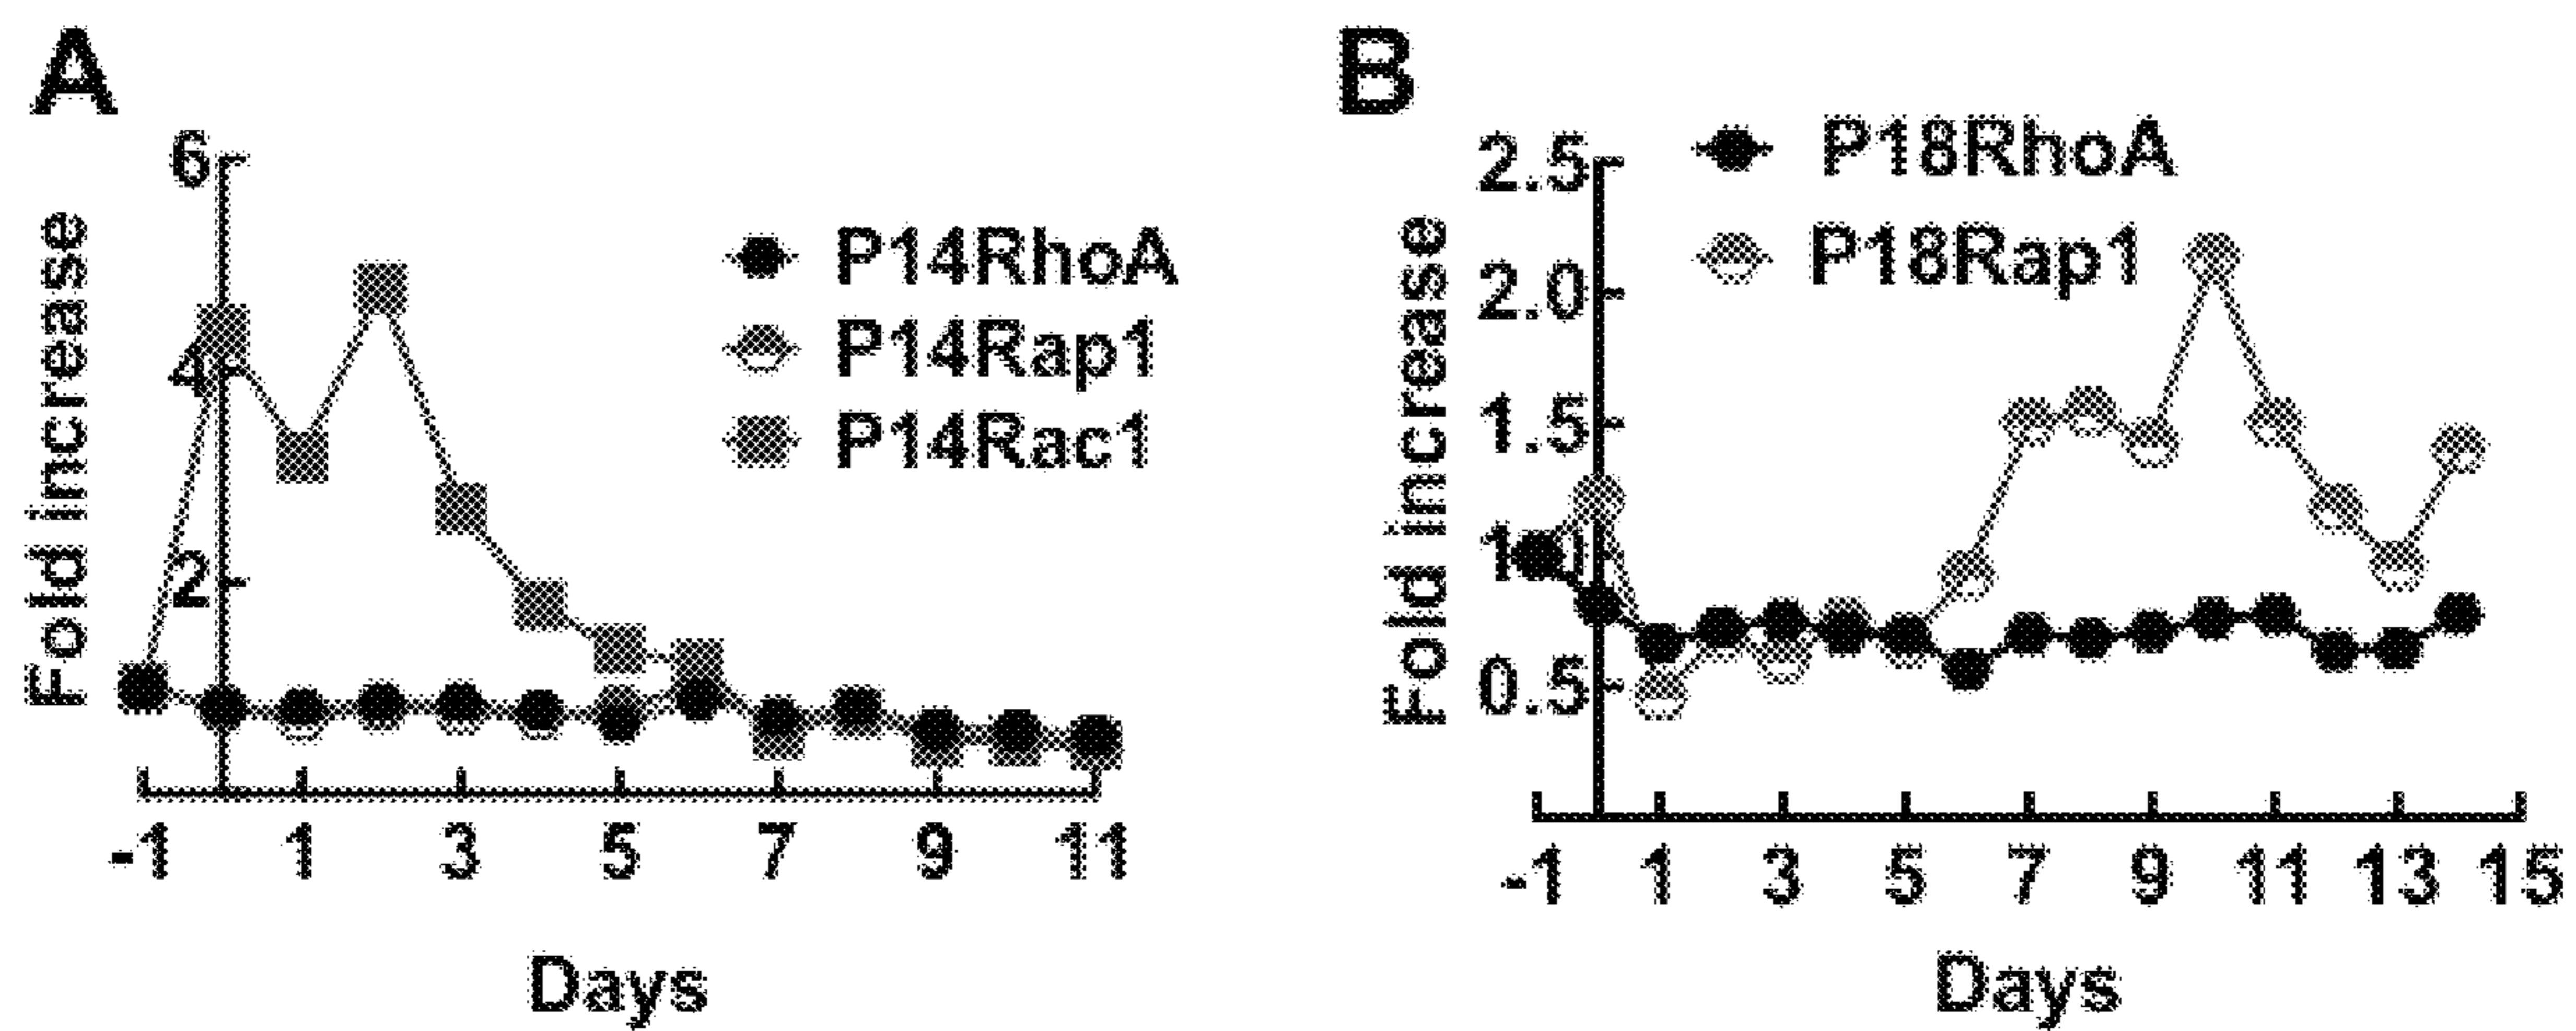 A
Fold increase
6
4
2
P14RhoA
P14Rap1
P14Rac1
-1 1 3 5 7 9 11
Days
B
Fold increase
2.5
2.0
1.5
1.0
0.5
P18RhoA
P18Rap1
-1 1 3 5 7 9 11 13 15
Days